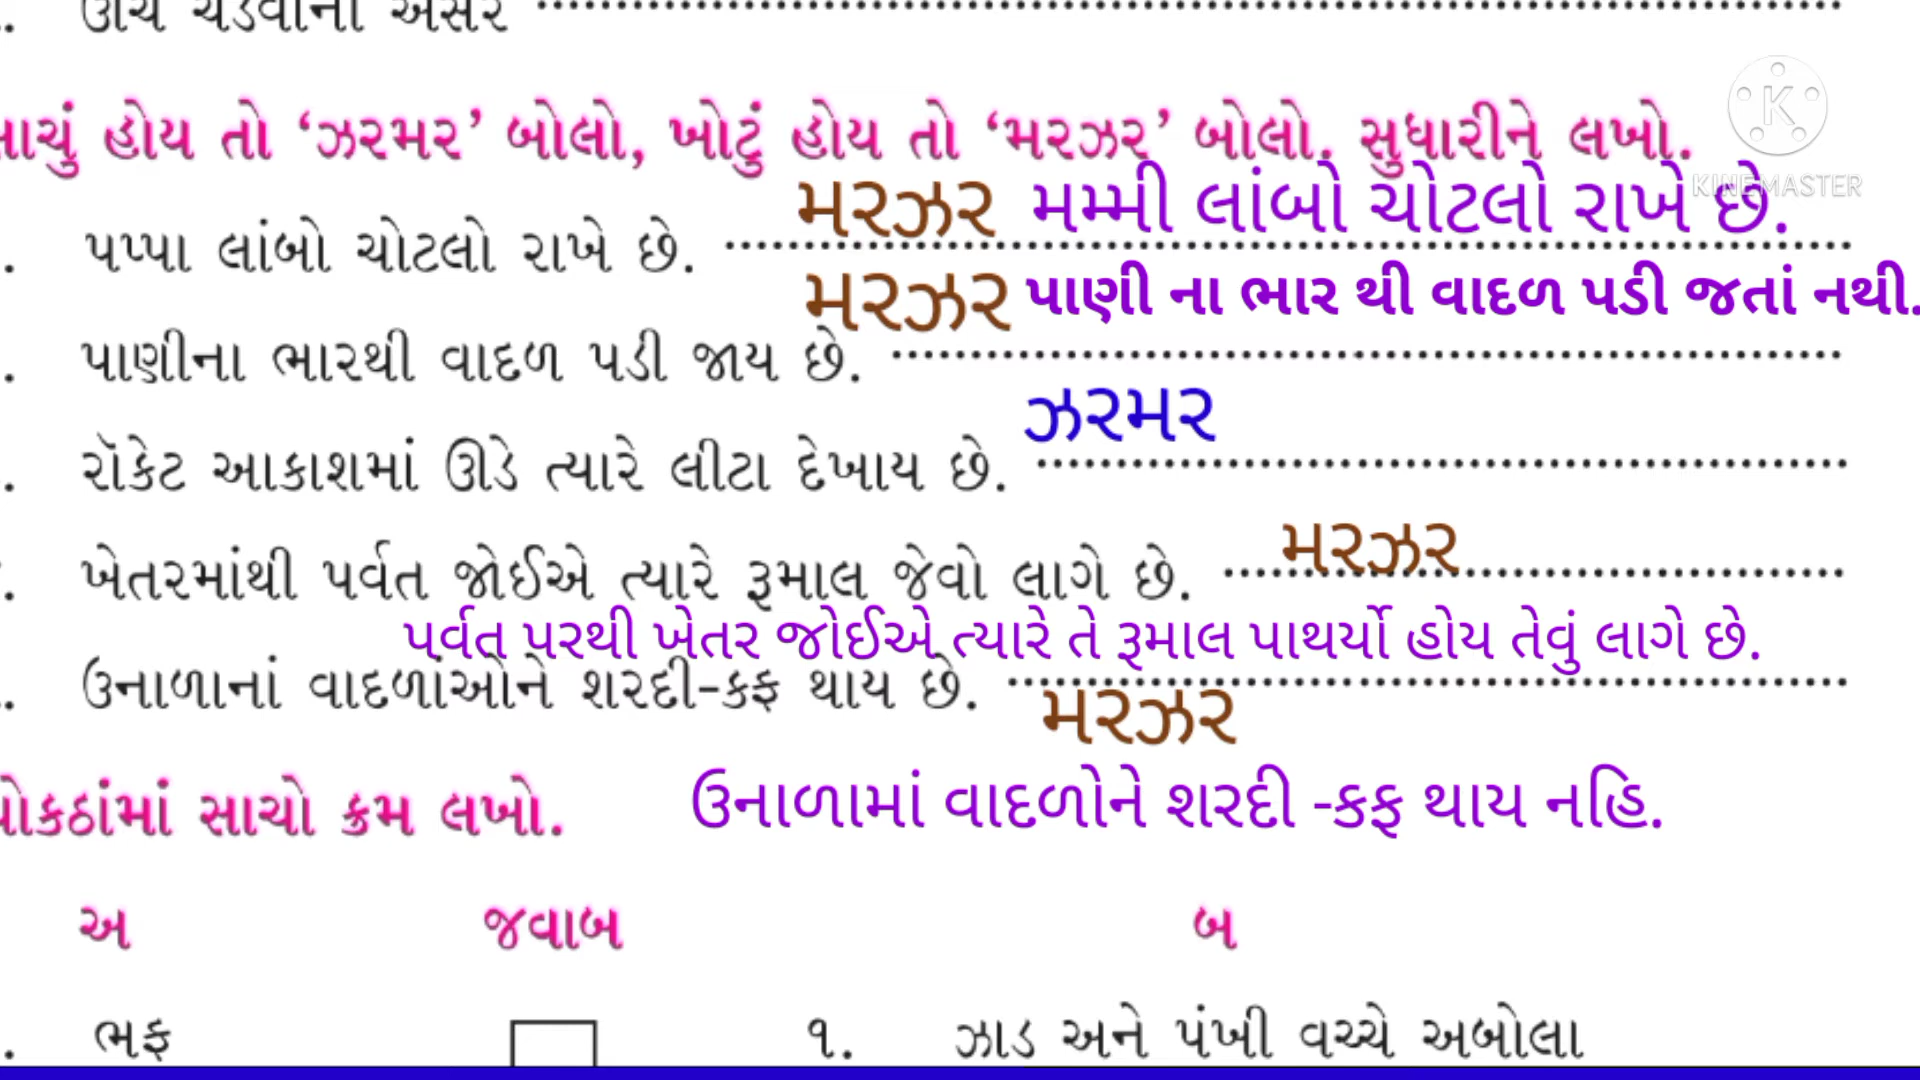 ઊંચે ચડવાની અસર
સાચું હોય તો ‘ઝરમર’ બોલો, ખોટું હોય તો ‘મરઝર’ બોલો. સુધારીને લખો.
KINEMASTER
મરઝર મમ્મી લાંબો ચોટલો રાખે છે.
પપ્પા લાંબો ચોટલો રાખે છે.
મરઝર પાણી ના ભાર થી વાદળ પડી જતાં નથી.
પાણીના ભારથી વાદળ પડી જાય છે.
ઝરમર
રૉકેટ આકાશમાં ઊડે ત્યારે લીટા દેખાય છે.
મરઝર
ખેતરમાંથી પર્વત જોઈએ ત્યારે રૂમાલ જેવો લાગે છે.
પર્વત પરથી ખેતર જોઈએ ત્યારે તે રૂમાલ પાથર્યો હોય તેવું લાગે છે.
ઉનાળાનાં વાદળાંઓને શરદી-કફ થાય છે.
મરઝર
ઉનાળામાં વાદળોને શરદી -કફ થાય નહિ.
ચોકઠાંમાં સાચો ક્રમ લખો.
અ જવાબ બ
ભફ ૧. ઝાડ અને પંખી વચ્ચે અબોલા